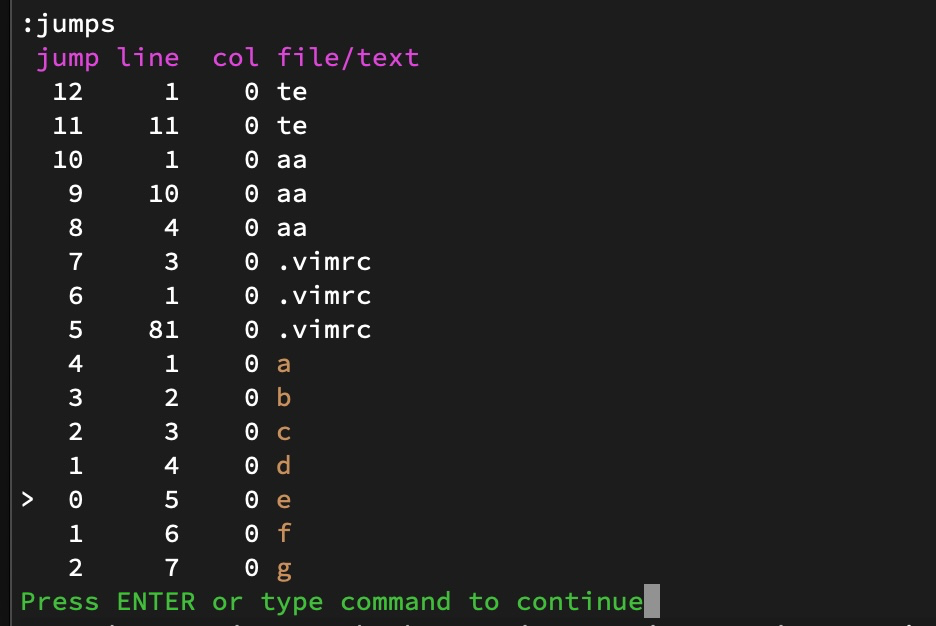 :jumps
jump line  col file/text
12     1    0 te
11    11    0 te
10     1    0 aa
9    10    0 aa
8     4    0 aa
7     3    0 .vimrc
6     1    0 .vimrc
5    81    0 .vimrc
4     1    0 a
3     2    0 b
2     3    0 c
1     4    0 d
>  0     5    0 e
1     6    0 f
2     7    0 g
Press ENTER or type command to continue